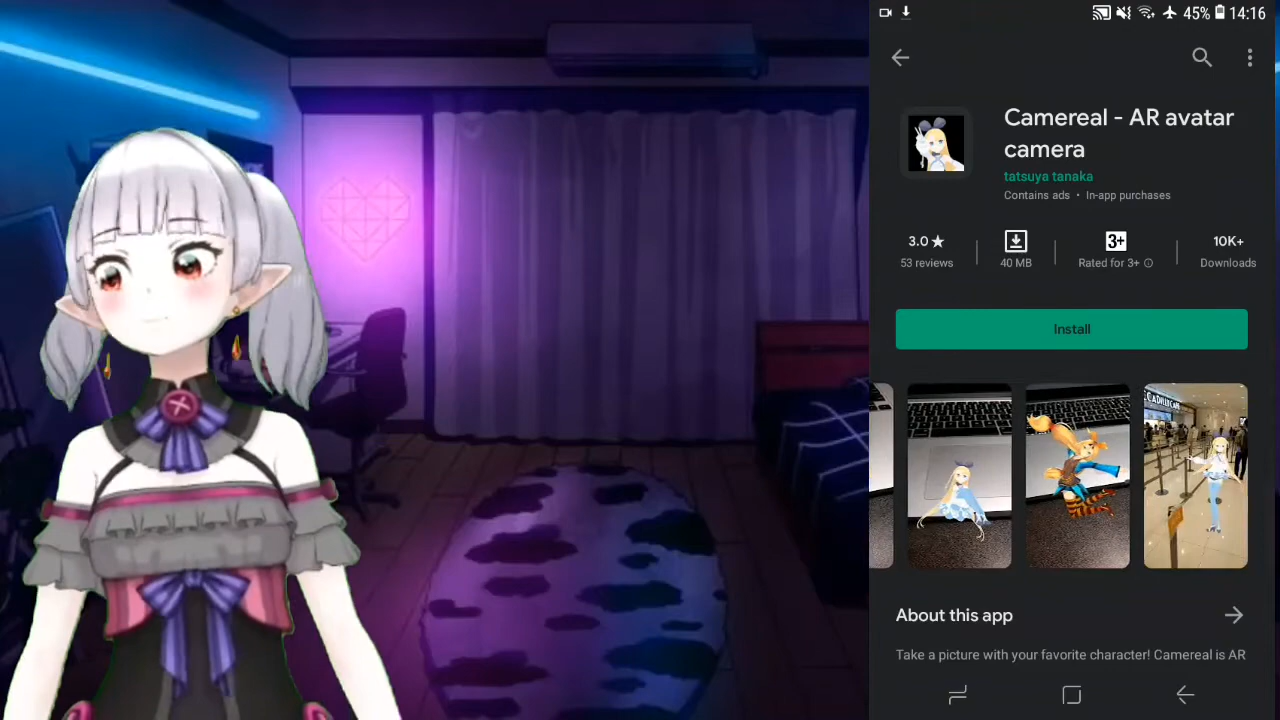 45% 14:16
Camereal - AR avatar
camera
tatsuya tanaka
Contains ads • In-app purchases
3.0★
53 reviews
40 MB
3+
Rated for 3+
10K+
Downloads
Install
About this app
Take a picture with your favorite character! Camereal is AR